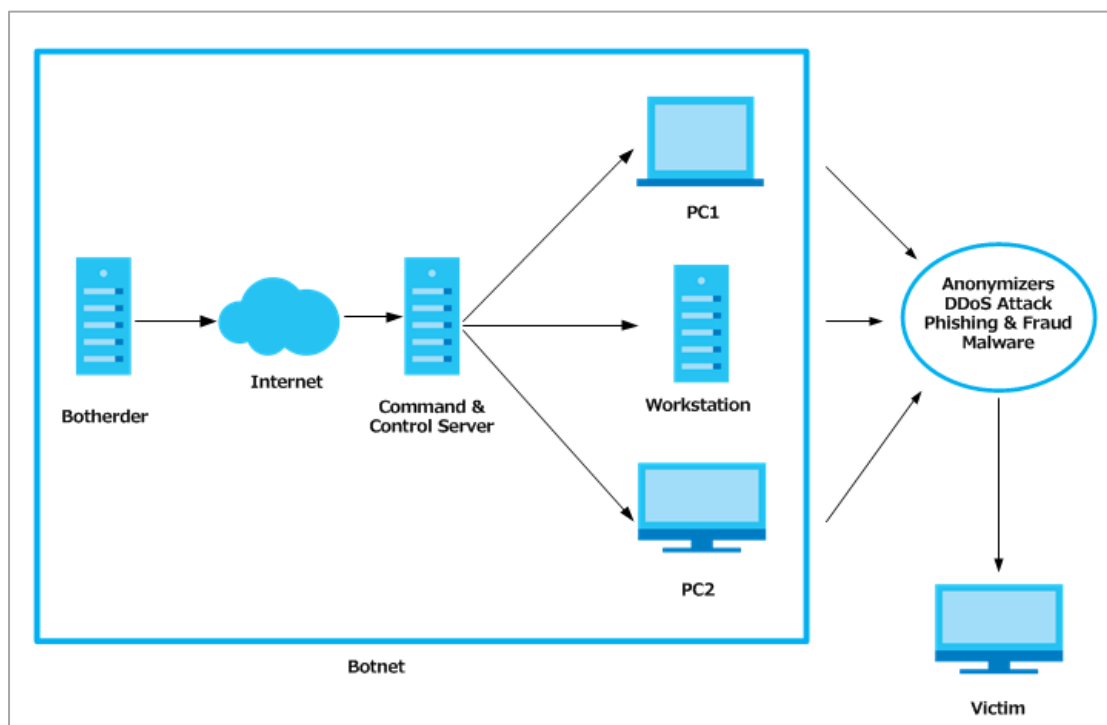 PC1
Anonymizers
DDoS Attack
Phishing & Fraud
Malware
Internet
Botherder
Command &
Control Server
Workstation
PC2
Botnet
Victim